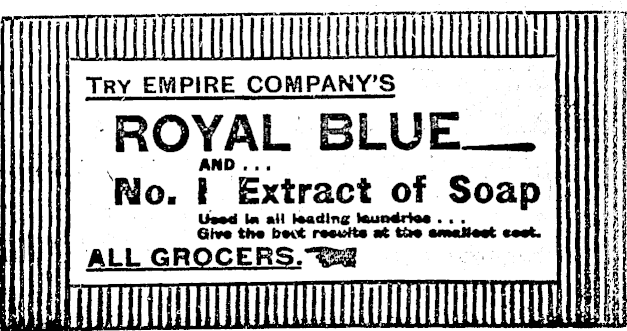 TRY EMPIRE COMPANY'S
ROYAL BLUE
AND ...
No. 1 Extract of Soap
Used in all leading laundries ...
Give the best results at the smallest cost.
ALL GROCERS.